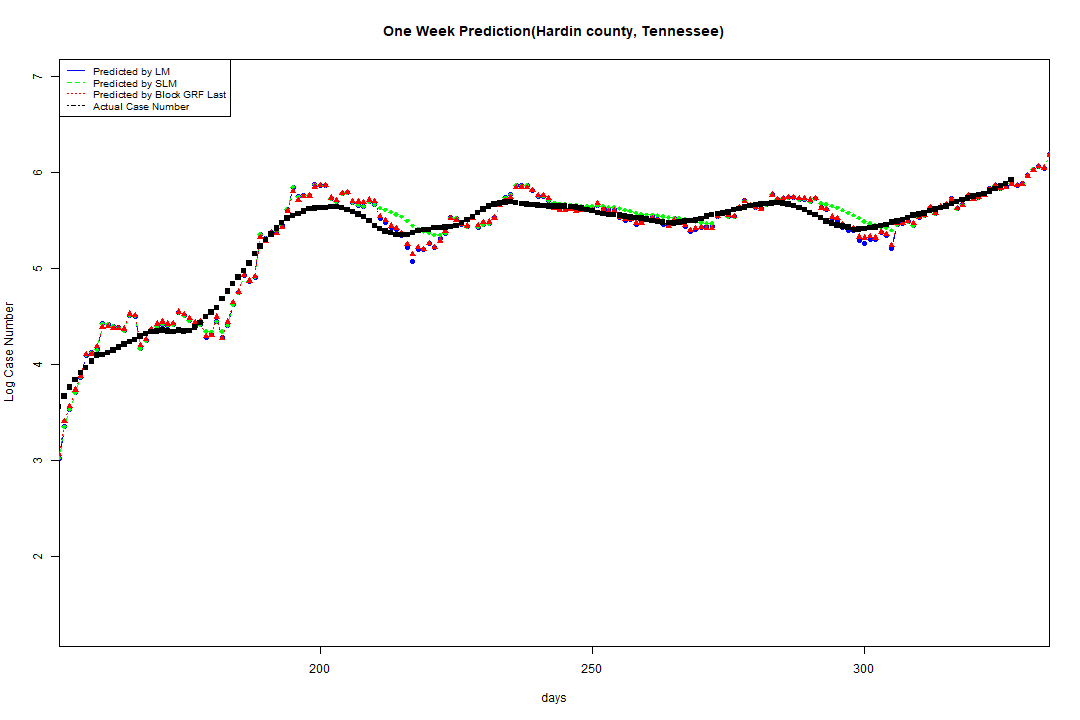 One Week Prediction(Hardin county, Tennessee)
Predicted by LM
Predicted by SLM
Predicted by Block GRF Last
Actual Case Number
7
6
5
4
3
2
Log Case Number
200
250
300
days